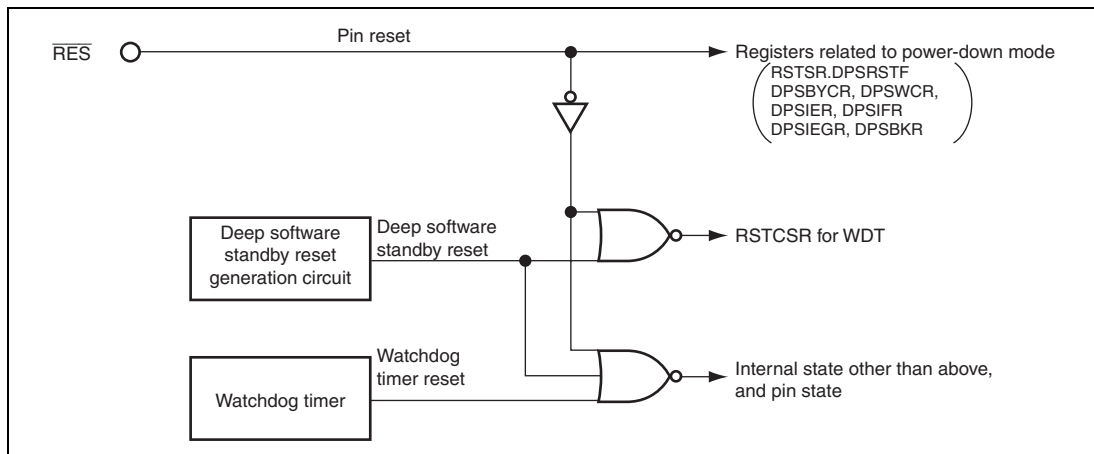 RES
Pin reset
Registers related to power-down mode
RSTSR.DPSRSTF
DPSBYCR, DPSWCR,
DPSIER, DPSIFR
DPSIEGR, DPSBKR
Deep software
standby reset
generation circuit
Deep software
standby reset
RSTCSR for WDT
Watchdog timer
Watchdog
timer reset
Internal state other than above,
and pin state